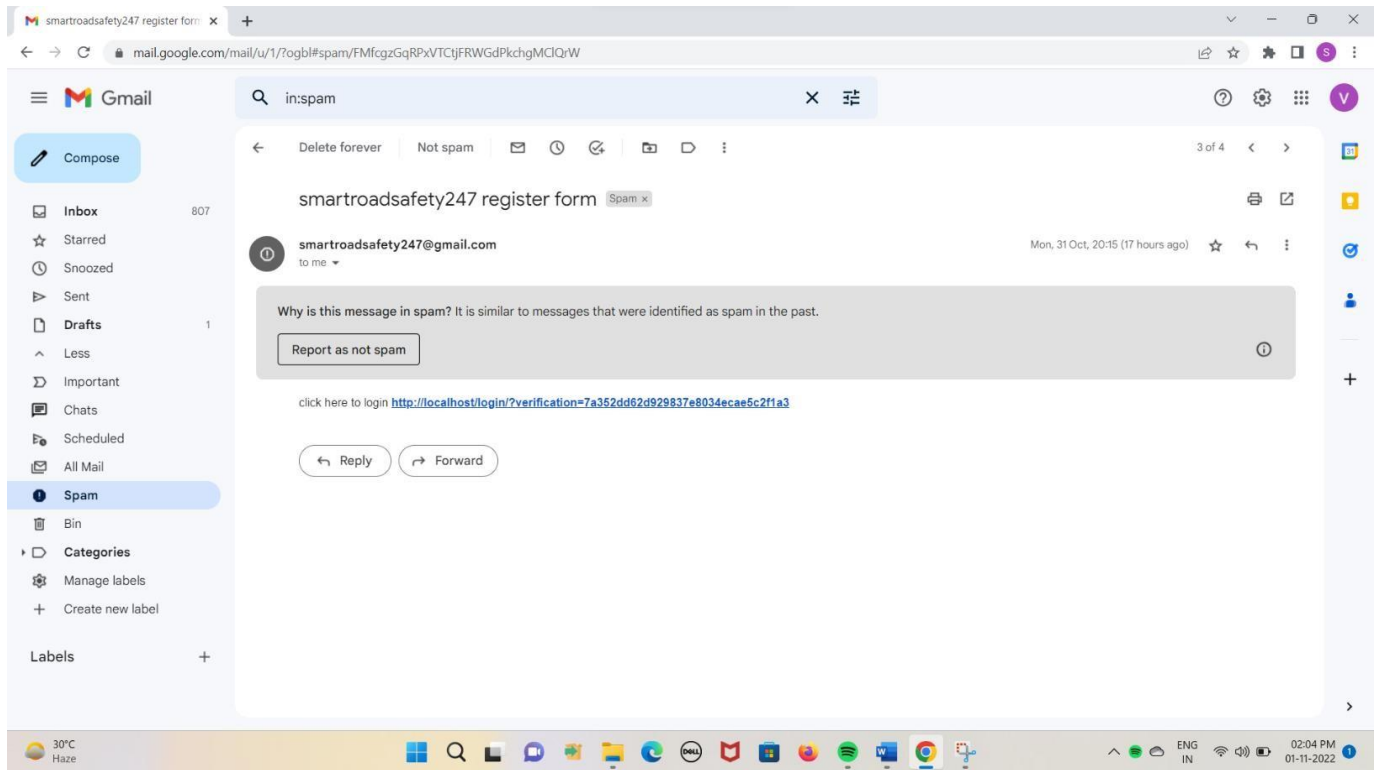 smartroadsafety247 register form
mail.google.com/mail/u/1/?ogbl#spam/FMfcgzGqRPxVTCtjFRWGdPkchgMClQrW
S
Gmail
in:spam
V
Compose
Delete forever Not spam
3 of 4
31
Inbox 807
Starred
Snoozed
Sent
Drafts 1
Less
Important
Chats
Scheduled
All Mail
Spam
Bin
Categories
Manage labels
Create new label
Labels
smartroadsafety247 register form Spam x
smartroadsafety247@gmail.com
Mon, 31 Oct, 20:15 (17 hours ago)
to me
Why is this message in spam? It is similar to messages that were identified as spam in the past.
Report as not spam
click here to login http://localhost/login/?verification=7a352dd62d929837e8034ecae5c2f1a3
Reply Forward
30°C
Haze
DELL
W
ENG
IN
02:04 PM
01-11-2022
1